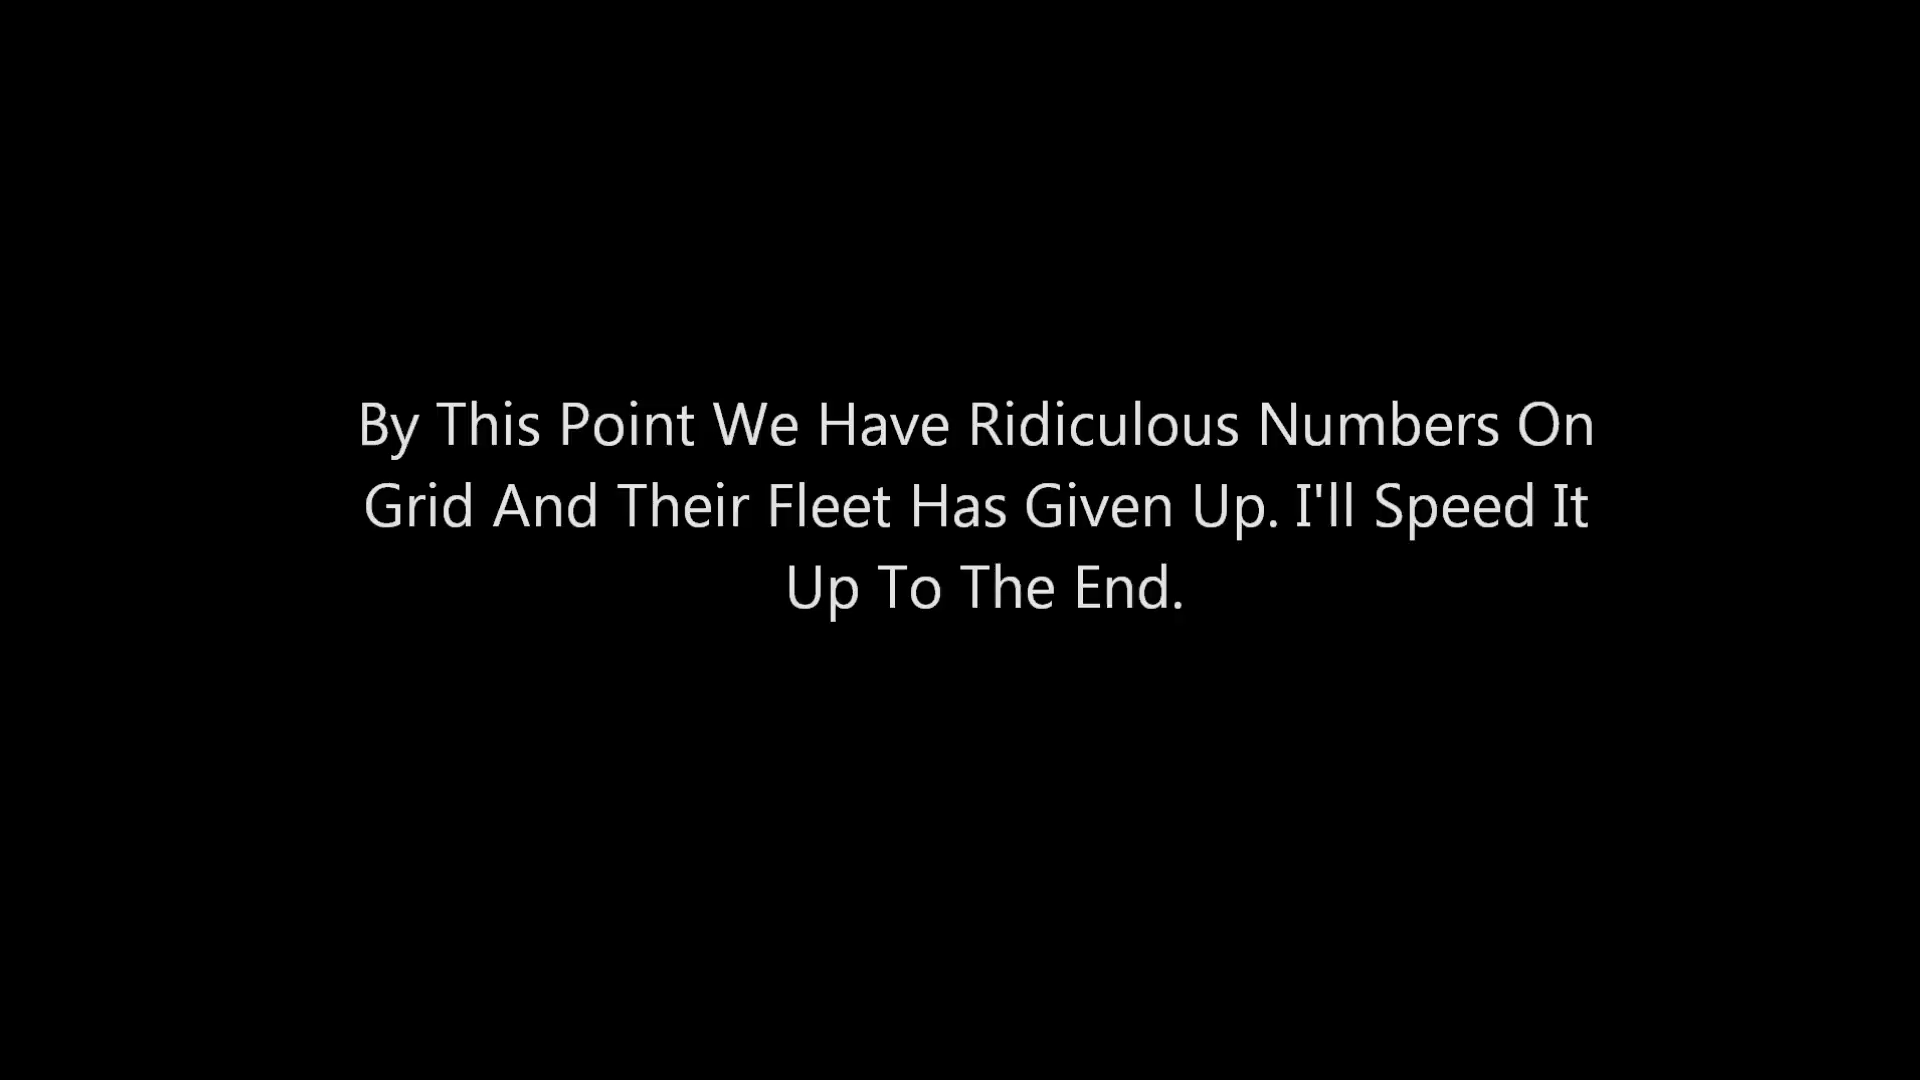 By This Point We Have Ridiculous Numbers On
Grid And Their Fleet Has Given Up. I'll Speed It
Up To The End.